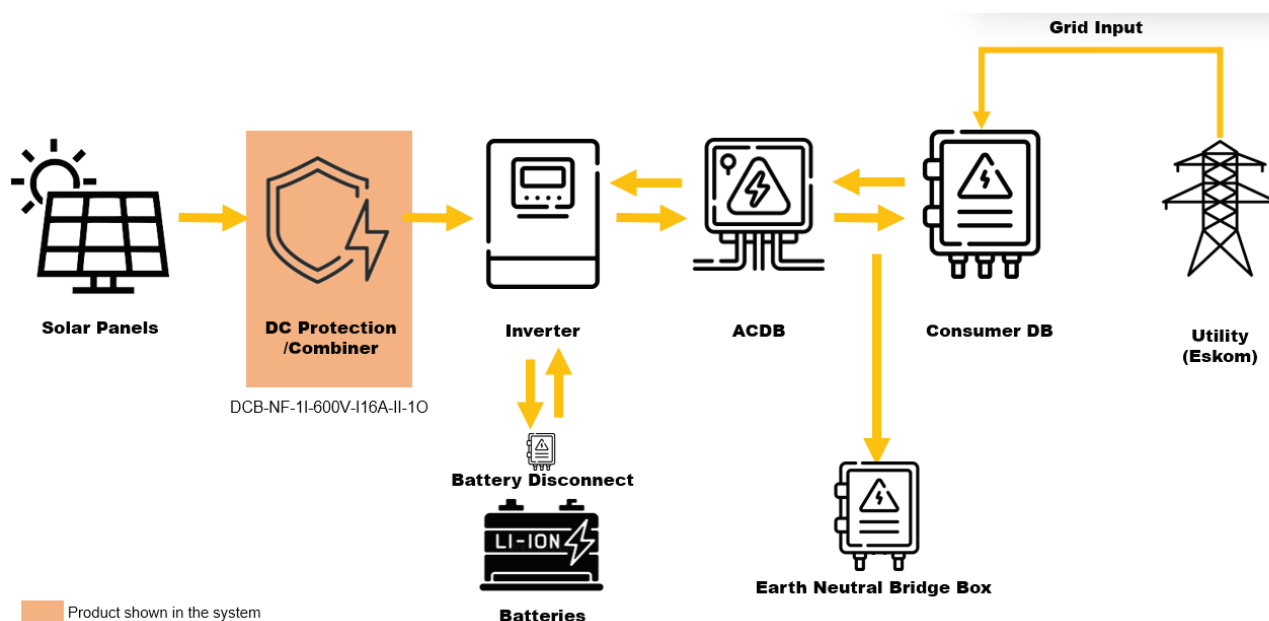 Grid Input
Solar Panels
DC Protection
/Combiner
Inverter
ACDB
Consumer DB
Utility
(Eskom)
DCB-NF-1I-600V-I16A-II-1O
Battery Disconnect
LI-ION
Batteries
Earth Neutral Bridge Box
Product shown in the system